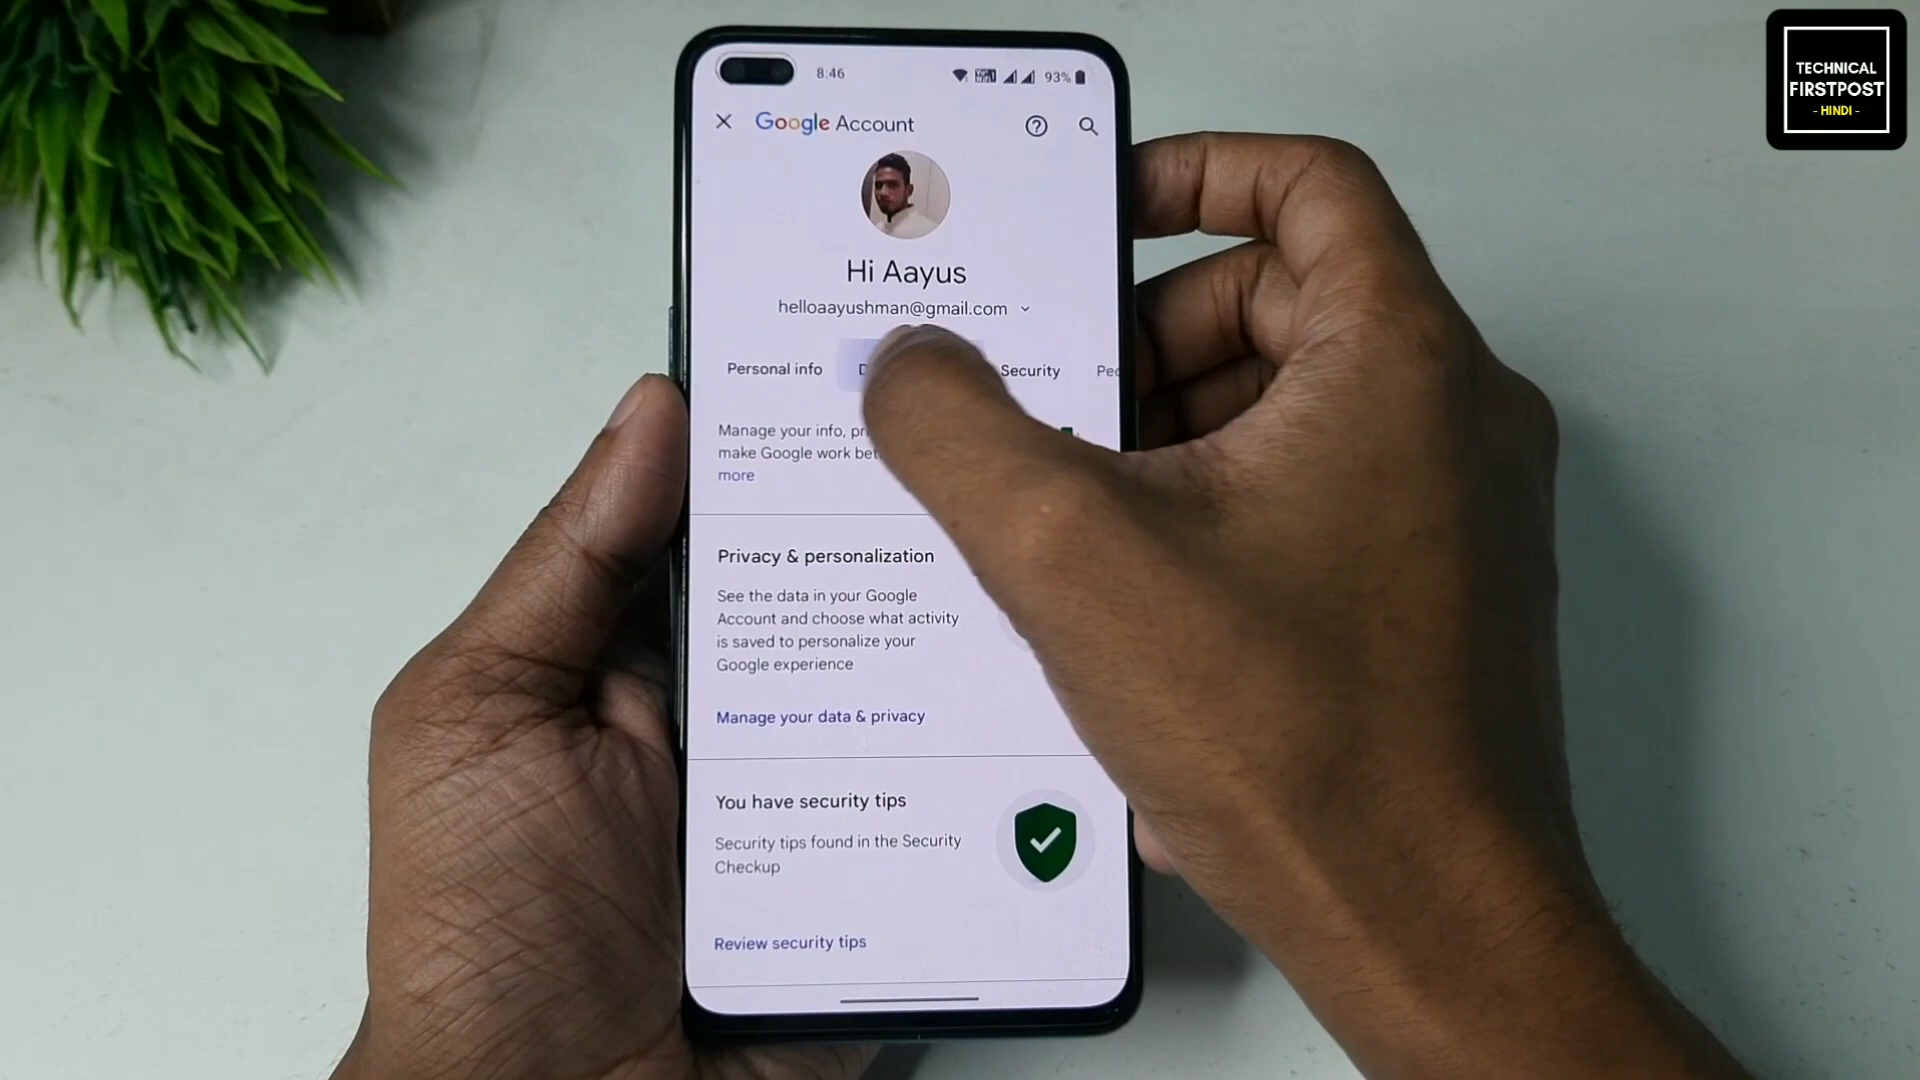 TECHNICAL
FIRSTPOST
- HINDI -
8:46
93%
Google Account
Hi Aayus
helloaayushman@gmail.com
Personal info
Security
Manage your info,
make Google work
more
Privacy & personalization
See the data in your Google
Account and choose what activity
is saved to personalize your
Google experience
Manage your data & privacy
You have security tips
Security tips found in the Security
Checkup
Review security tips